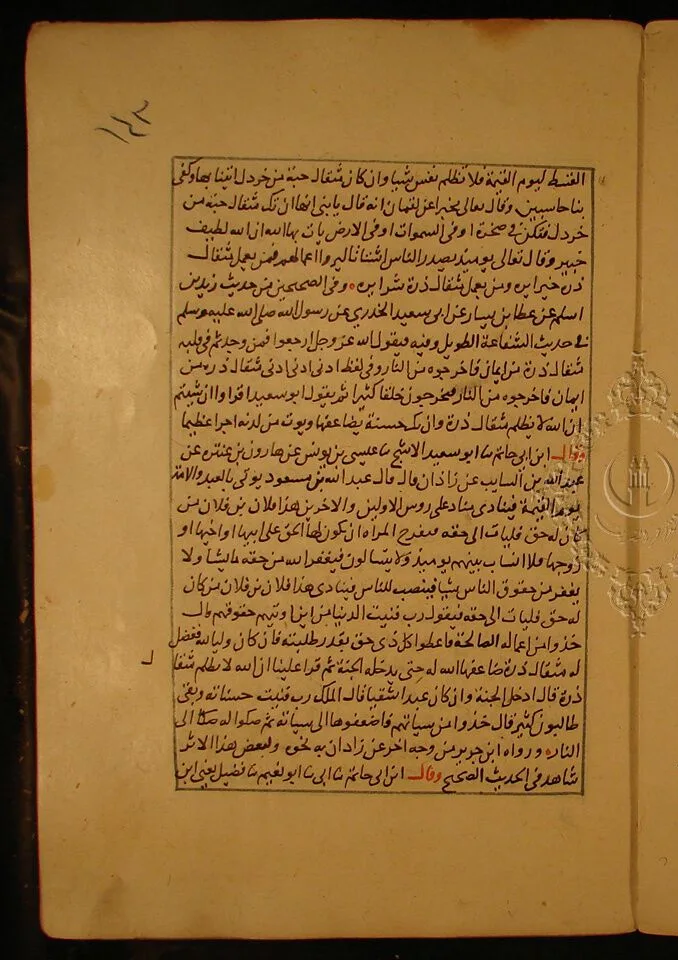 ١٤٢
القسط ليوم القيمة فلا تظلم نفس شيا وان كان مثقال حبة من خردل اتينا بها وكفى
بنا حاسبين وقال تعالى مخبرا عن لقمان انه قال يا بني انها ان تك مثقال حبة من
خردل فتكن في صخرة او في السموات او في الارض يات بها الله ان الله لطيف
خبير وقال تعالى يوميذ يصدر الناس اشتاتا ليروا اعمالهم فمن يعمل مثقال
ذرة خيرا يره ومن يعمل مثقال ذرة شرا يره ه وفي الصحيحين من حديث زيد بن
اسلم عن عطا بن يسار عن ابي سعيد الخدري عن رسول الله صلى الله عليه وسلم
في حديث الشفاعة الطويل وفيه فيقول الله عز وجل ارجعوا فمن وجدتم في قلبه
مثقال ذرة من ايمان فاخرجوه من النار وفي لفظ ادنى ادنى ادنى مثقال ذرة من
ايمان فاخرجوه من النار فيخرجون خلقا كثيرا ثم يقول ابو سعيد اقراوا ان شيتم
ان الله لا يظلم مثقال ذرة وان تك حسنة يضاعفها ويوت من لدنه اجرا عظيما
وقال ابن ابي حاتم ثنا ابو سعيد الاشج ثنا عيسى بن يونس عن هارون بن عنترة عن
عبد الله بن السايب عن زاذان قال قال عبد الله بن مسعود يوتى بالعبد والامة
يوم القيمة فينادي مناد على روس الاولين والاخرين هذا فلان بن فلان من
كان له حق فليات الى حقه فيفرح المراه ان يكون لها الحق على ابيها او اخيها او
زوجها فلا انساب بينهم يوميذ ولا يتسالون فيغفر الله من حقه ما يشا ولا
يغفر من حقوق الناس شيا فينصب للناس فينادى هذا فلان بن فلان من كان
له حق فليات الى حقه فيقول رب فنيت الدنيا من اين اوتيهم حقوقهم قال
خذوا من اعماله الصالحة فاعطوا كل ذي حق بقدر طلبته فان كان وليا لله ففضل
له مثقال ذرة ضاعفها الله له حتى يدخله الجنة ثم قرا علينا ان الله لا يظلم مثقا
ذرة قال ادخل الجنة وان كان عبدا شقيا قال الملك رب فنيت حسناته وبقي
طالبون كثير قال خذوا من سياتهم فاضعفوها الى سياته ثم صكوا له صكا الى
النار ه ورواه ابن جرير من وجه اخر عن زاذان به نحوه ولبعض هذا الاثر
شاهد في الحديث الصحيح وقال ابن ابي حاتم ثنا ابي ثنا ابو نعيم ثنا فضيل يعني ابن